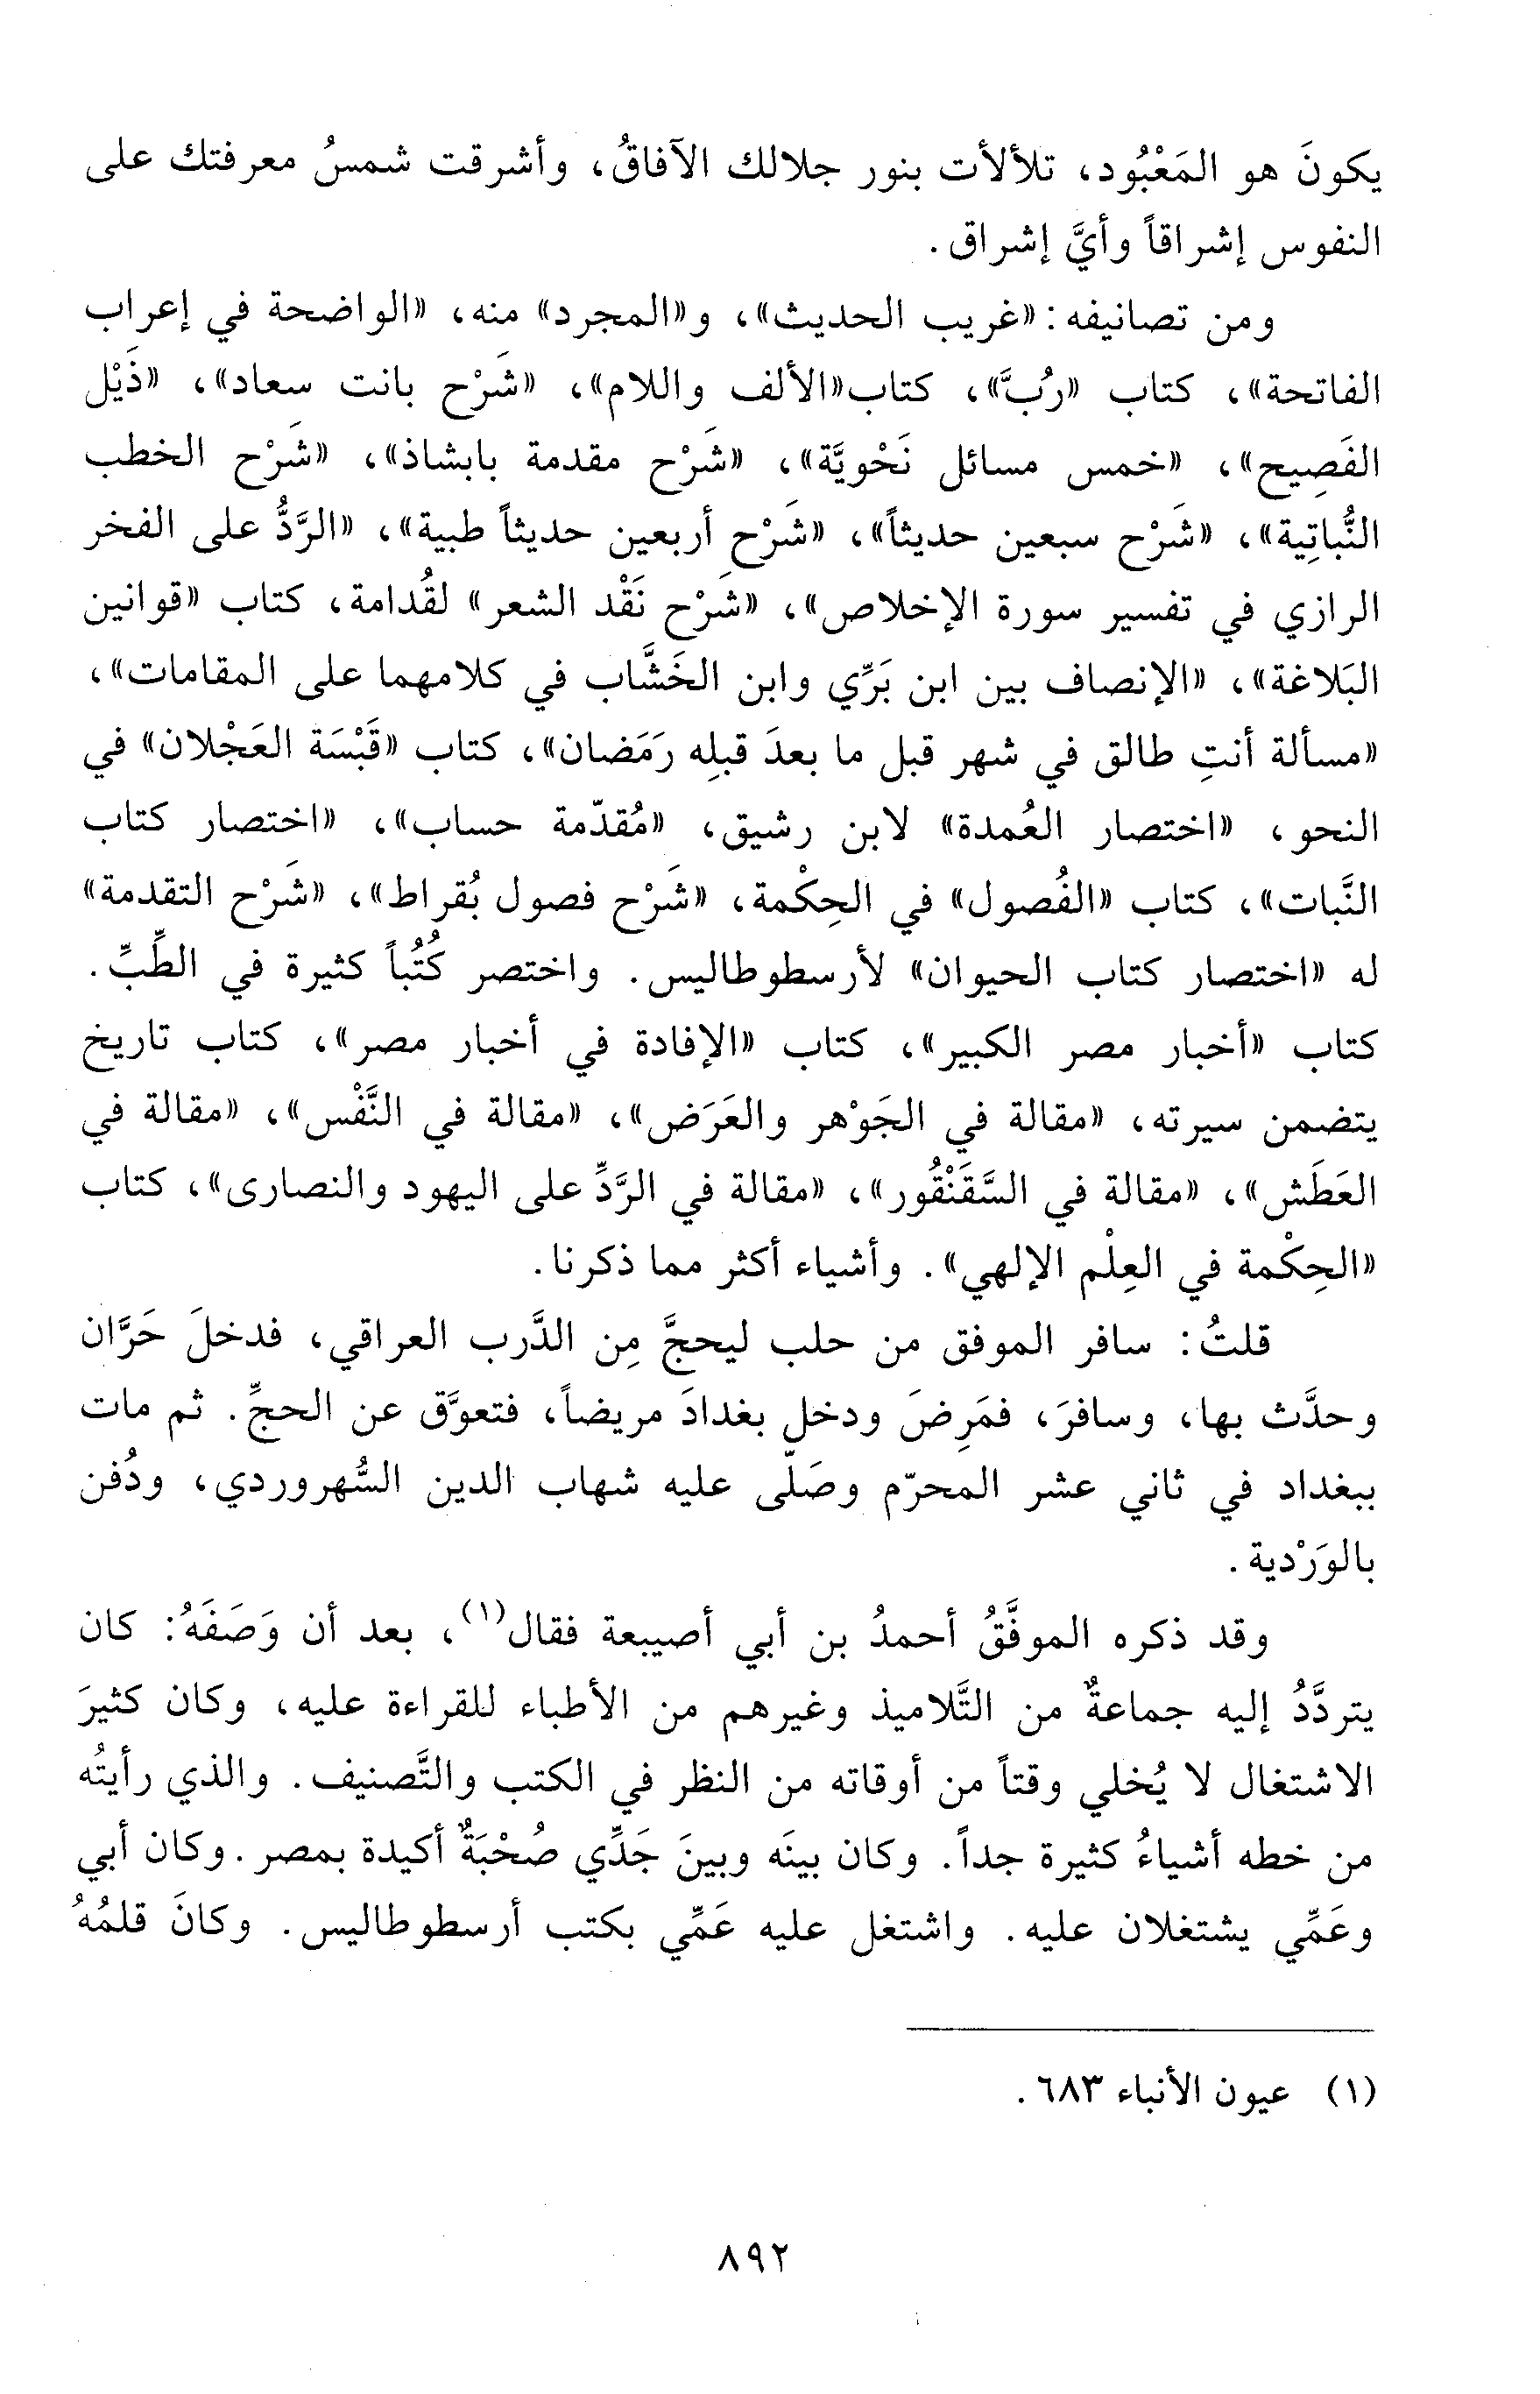 يكونَ هو المَعْبُود، تلألأت بنور جلالك الآفاقُ، وأشرقت شمسُ معرفتك على
النفوس إشراقاً وأيَّ إشراق.
ومن تصانيفه: «غريب الحديث»، و«المجرد» منه، «الواضحة في إعراب
الفاتحة»، كتاب «رُبَّ»، كتاب«الألف واللام»، «شَرْح بانت سعاد»، «ذَيْل
الفَصِيح»، «خمس مسائل نَحْويَّة»، «شَرْح مقدمة بابشاذ»، «شَرْح الخطب
النُّباتِية»، «شَرْح سبعين حديثاً»، «شَرْح أربعين حديثاً طبية»، «الرَّدُّ على الفخر
الرازي في تفسير سورة الإخلاص»، «شَرْح نَقْد الشعر» لقُدامة، كتاب «قوانين
البَلاغة»، «الإنصاف بين ابن بَرِّي وابن الخَشَّاب في كلامهما على المقامات»،
«مسألة أنتِ طالق في شهر قبل ما بعدَ قبلِه رَمَضان»، كتاب «قَبْسَة العَجْلان» في
النحو، «اختصار العُمدة» لابن رشيق، «مُقدّمة حساب»، «اختصار كتاب
النَّبات»، كتاب «الفُصول» في الحِكْمة، «شَرْح فصول بُقراط»، «شَرْح التقدمة»
له «اختصار كتاب الحيوان» لأرسطوطاليس. واختصر كُتُباً كثيرة في الطِّبِّ.
كتاب «أخبار مصر الكبير»، كتاب «الإفادة في أخبار مصر»، كتاب تاريخ
يتضمن سيرته، «مقالة في الجَوْهر والعَرَض»، «مقالة في النَّفْس»، «مقالة في
العَطَش»، «مقالة في السَّقَنْقُور»، «مقالة في الرَّدِّ على اليهود والنصارى»، كتاب
«الحِكْمة في العِلْم الإلهي». وأشياء أكثر مما ذكرنا.
قلتُ: سافر الموفق من حلب ليحجَّ مِن الدَّرب العراقي، فدخلَ حَرَّان
وحدَّث بها، وسافرَ، فمَرِضَ ودخل بغدادَ مريضاً، فتعوَّق عن الحجِّ. ثم مات
ببغداد في ثاني عشر المحرّم وصَلّى عليه شهاب الدين السُّهروردي، ودُفن
بالوَرْدية.
وقد ذكره الموفَّقُ أحمدُ بن أبي أصيبعة فقال(١)، بعد أن وَصَفَهُ: كان
يتردَّدُ إليه جماعةٌ من التَّلاميذ وغيرهم من الأطباء للقراءة عليه، وكان كثيرَ
الاشتغال لا يُخلي وقتاً من أوقاته من النظر في الكتب والتَّصنيف. والذي رأيتُه
من خطه أشياءُ كثيرة جداً. وكان بينَه وبينَ جَدِّي صُحْبَةٌ أكيدة بمصر. وكان أبي
وعَمِّي يشتغلان عليه. واشتغل عليه عَمِّي بكتب أرسطوطاليس. وكانَ قلمُهُ
(١) عيون الأنباء ٦٨٣.
٨٩٢